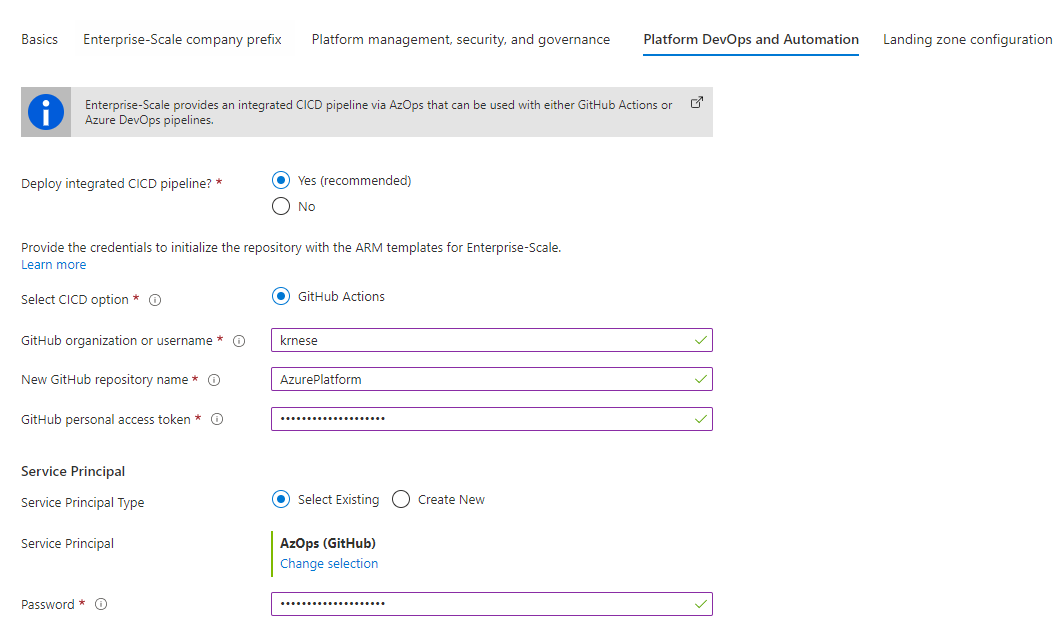 Basics
Enterprise-Scale company prefix
Platform management, security, and governance
Platform DevOps and Automation
Landing zone configuration
Enterprise-Scale provides an integrated CICD pipeline via AzOps that can be used with either GitHub Actions or
Azure DevOps pipelines.
Deploy integrated CICD pipeline? *
Yes (recommended)
No
Provide the credentials to initialize the repository with the ARM templates for Enterprise-Scale.
Learn more
Select CICD option *
GitHub Actions
GitHub organization or username *
krnese
New GitHub repository name *
AzurePlatform
GitHub personal access token *
••••••••••••••••••••
Service Principal
Service Principal Type
Select Existing
Create New
Service Principal
AzOps (GitHub)
Change selection
Password *
••••••••••••••••••••